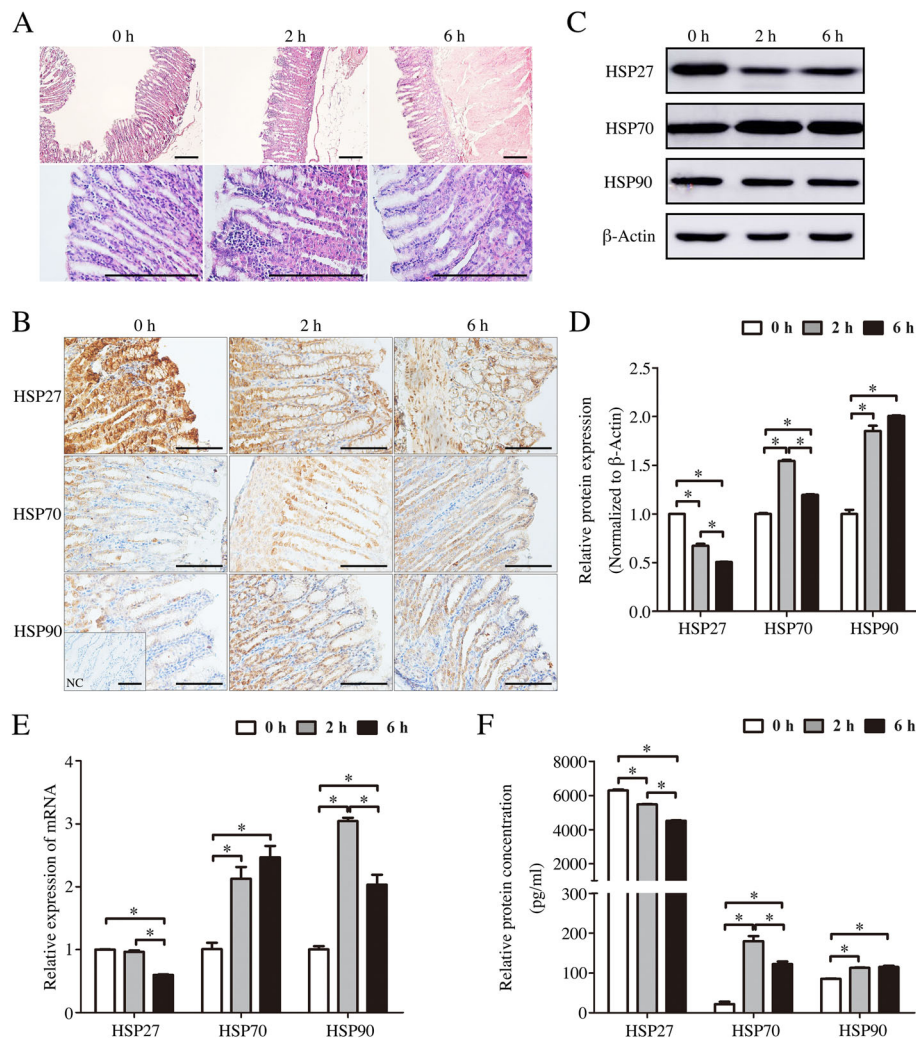 A
0 h 2 h 6 h
C
0 h 2 h 6 h
HSP27
HSP70
HSP90
β-Actin
B
0 h 2 h 6 h
HSP27
HSP70
HSP90
NC
D
0 h 2 h 6 h
Relative protein expression
(Normalized to β-Actin)
2.5
2.0
1.5
1.0
0.5
0.0
* * *
* * *
* *
HSP27 HSP70 HSP90
E
0 h 2 h 6 h
Relative expression of mRNA
4
3
2
1
0
* *
* *
* * *
HSP27 HSP70 HSP90
F
0 h 2 h 6 h
Relative protein concentration
(pg/ml)
8000
6000
4000
300
200
100
0
* * *
* * *
* *
HSP27 HSP70 HSP90